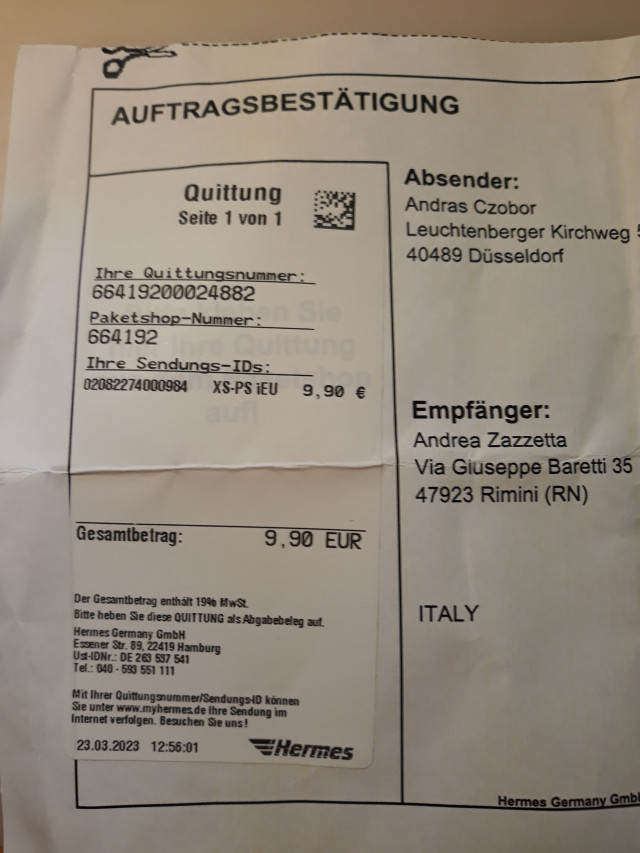 AUFTRAGSBESTÄTIGUNG
Quittung
Seite 1 von 1
Ihre Quittungsnummer:
66419200024882
Paketshop-Nummer:
664192
Ihre Sendungs-IDs:
02082274000984 XS-PS iEU 9,90 €
Gesamtbetrag: 9,90 EUR
Der Gesamtbetrag enthält 19% MwSt.
Bitte heben Sie diese QUITTUNG als Abgabebeleg auf.
Hermes Germany GmbH
Essener Str. 89, 22419 Hamburg
Ust-IDNr.: DE 263 537 541
Tel.: 040 - 593 551 111
Mit Ihrer Quittungsnummer/Sendungs-ID können
Sie unter www.myhermes.de Ihre Sendung im
Internet verfolgen. Besuchen Sie uns!
23.03.2023 12:56:01 Hermes
Absender:
Andras Czobor
Leuchtenberger Kirchweg
40489 Düsseldorf
Empfänger:
Andrea Zazzetta
Via Giuseppe Baretti 35
47923 Rimini (RN)
ITALY
Hermes Germany GmbH